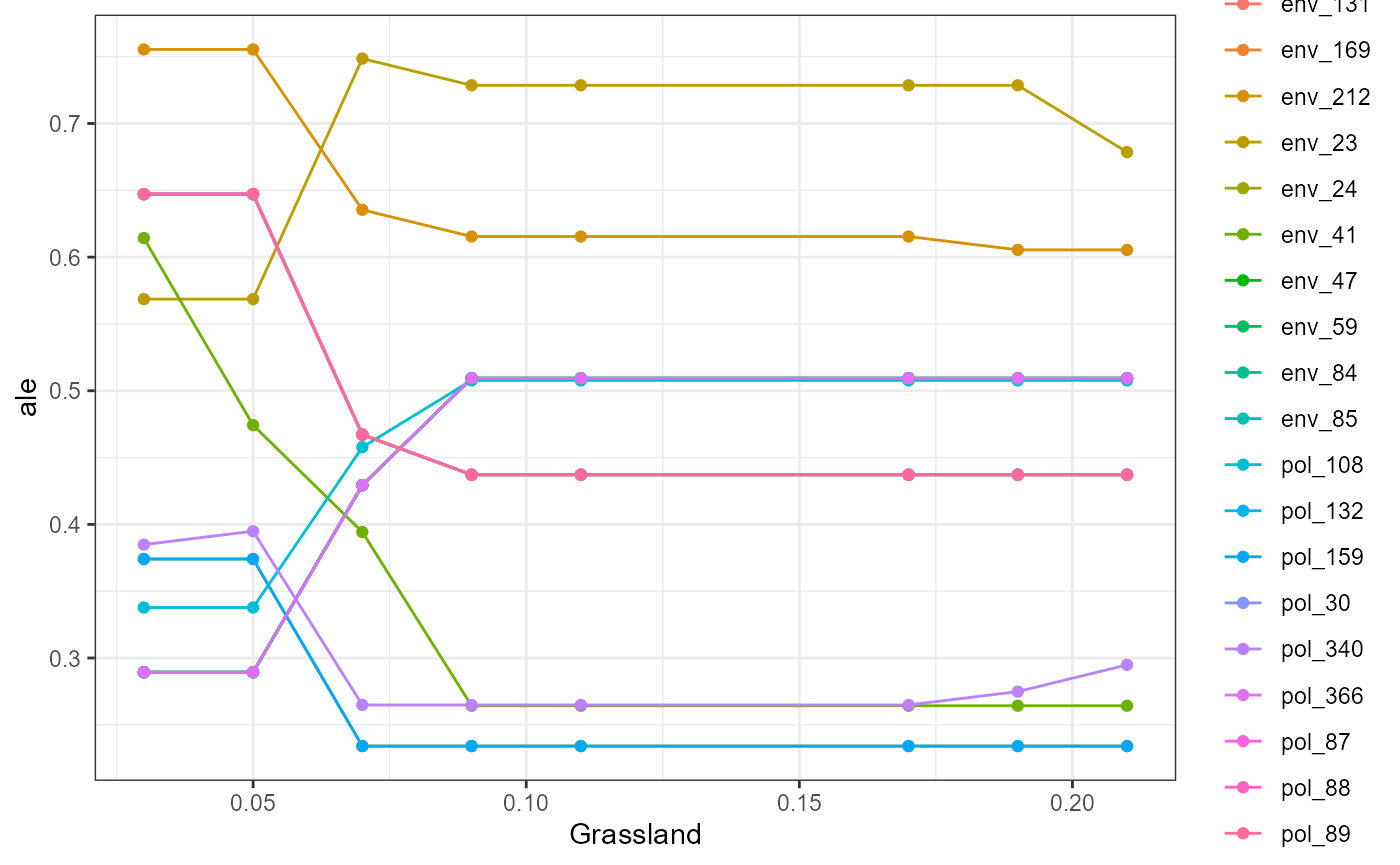 env_131
env_169
env_212
env_23
env_24
env_41
env_47
env_59
env_84
env_85
pol_108
pol_132
pol_159
pol_30
pol_340
pol_366
pol_87
pol_88
pol_89
0.7
0.6
0.5
0.4
0.3
ale
0.05 0.10 0.15 0.20
Grassland